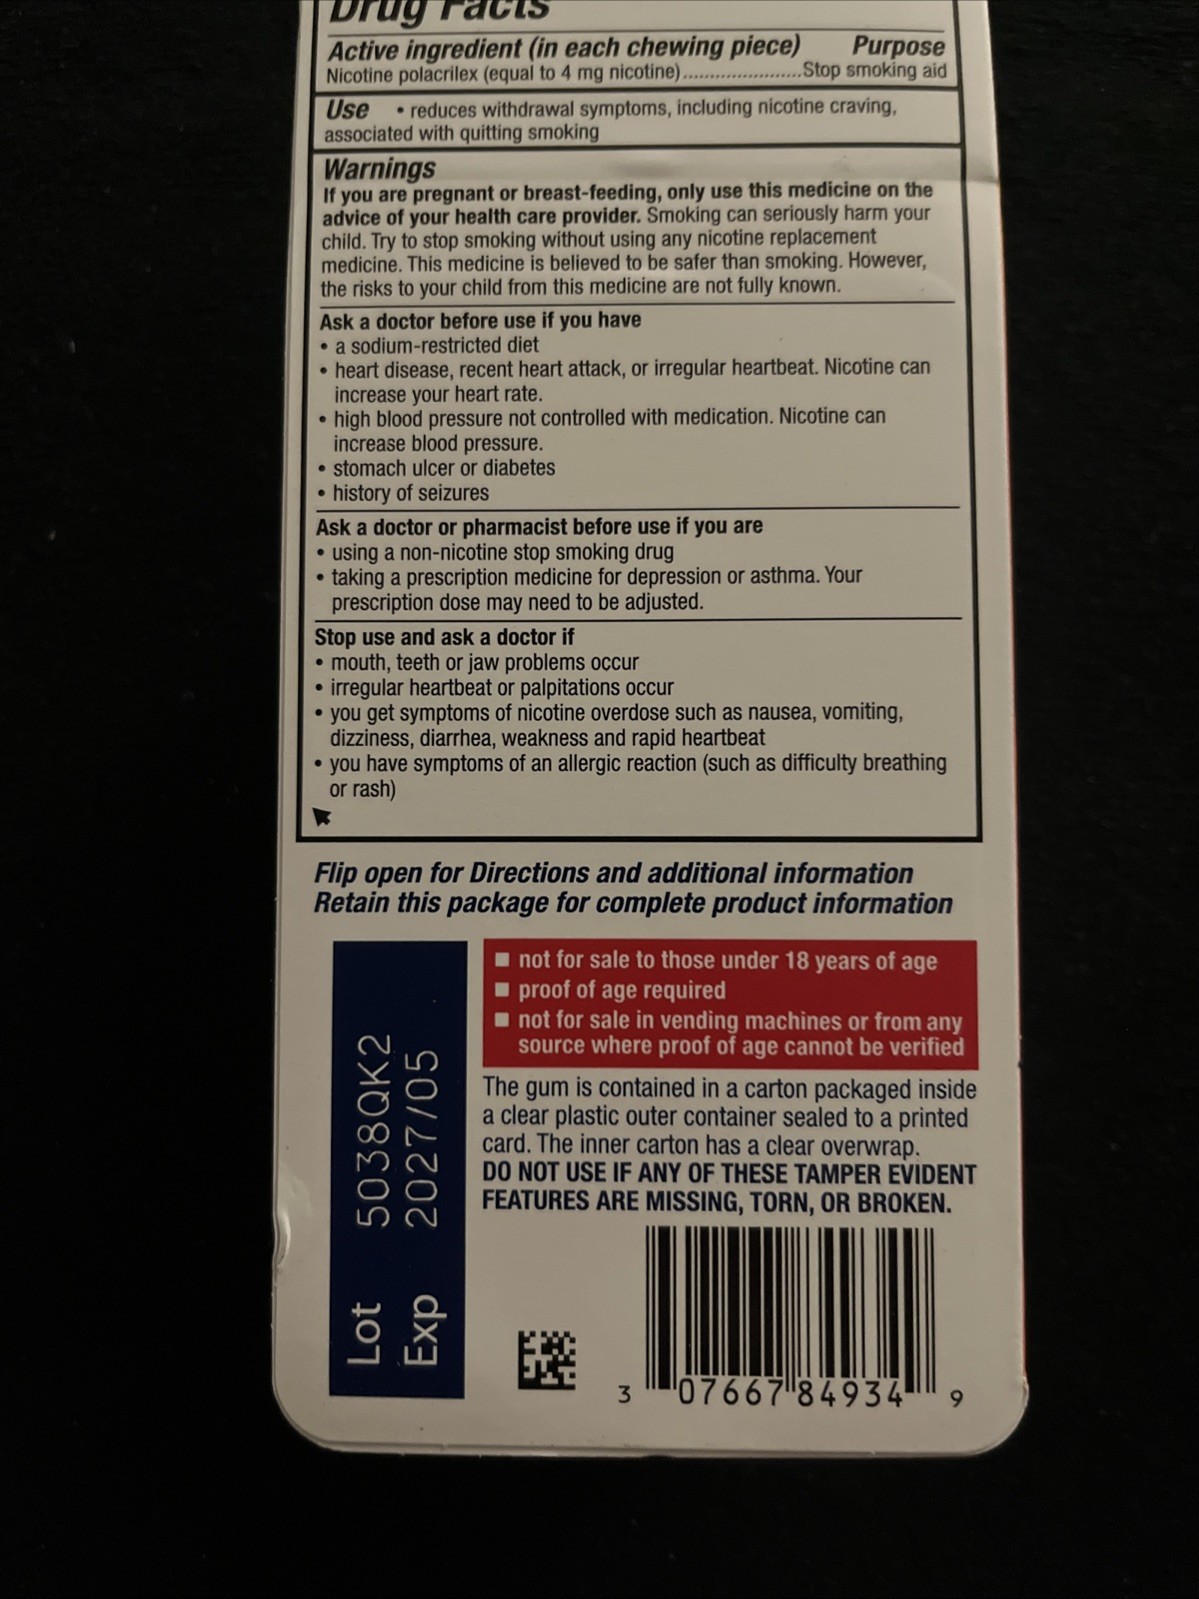 Drug Facts
Active ingredient (in each chewing piece) Purpose
Nicotine polacrilex (equal to 4 mg nicotine)......................Stop smoking aid
Use • reduces withdrawal symptoms, including nicotine craving,
associated with quitting smoking
Warnings
If you are pregnant or breast-feeding, only use this medicine on the
advice of your health care provider. Smoking can seriously harm your
child. Try to stop smoking without using any nicotine replacement
medicine. This medicine is believed to be safer than smoking. However,
the risks to your child from this medicine are not fully known.
Ask a doctor before use if you have
• a sodium-restricted diet
• heart disease, recent heart attack, or irregular heartbeat. Nicotine can
increase your heart rate.
• high blood pressure not controlled with medication. Nicotine can
increase blood pressure.
• stomach ulcer or diabetes
• history of seizures
Ask a doctor or pharmacist before use if you are
• using a non-nicotine stop smoking drug
• taking a prescription medicine for depression or asthma. Your
prescription dose may need to be adjusted.
Stop use and ask a doctor if
• mouth, teeth or jaw problems occur
• irregular heartbeat or palpitations occur
• you get symptoms of nicotine overdose such as nausea, vomiting,
dizziness, diarrhea, weakness and rapid heartbeat
• you have symptoms of an allergic reaction (such as difficulty breathing
or rash)
Flip open for Directions and additional information
Retain this package for complete product information
Lot 5038QK2
Exp 2027/05
■ not for sale to those under 18 years of age
■ proof of age required
■ not for sale in vending machines or from any
source where proof of age cannot be verified
The gum is contained in a carton packaged inside
a clear plastic outer container sealed to a printed
card. The inner carton has a clear overwrap.
DO NOT USE IF ANY OF THESE TAMPER EVIDENT
FEATURES ARE MISSING, TORN, OR BROKEN.
3 07667 84934 9